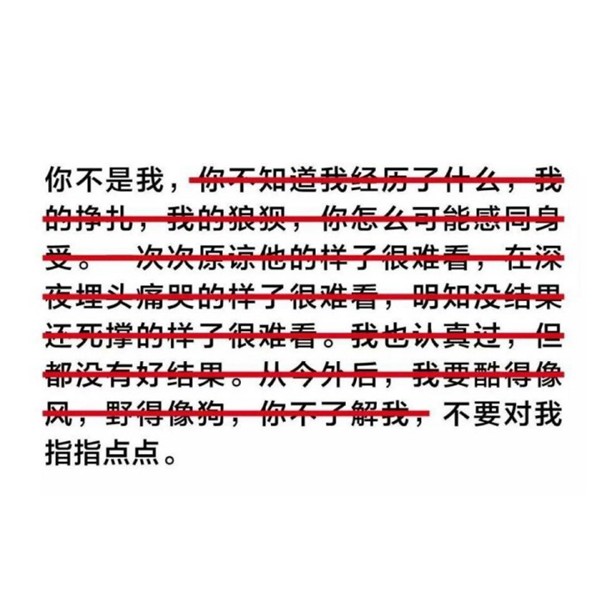 你不是我，你不知道我经历了什么，我
的挣扎，我的狼狈，你怎么可能感同身
受。一次次原谅他的样子很难看，在深
夜埋头痛哭的样子很难看，明知没结果
还死撑的样子很难看。我也认真过，但
都没有好结果。从今外后，我要酷得像
风，野得像狗，你不了解我，不要对我
指指点点。